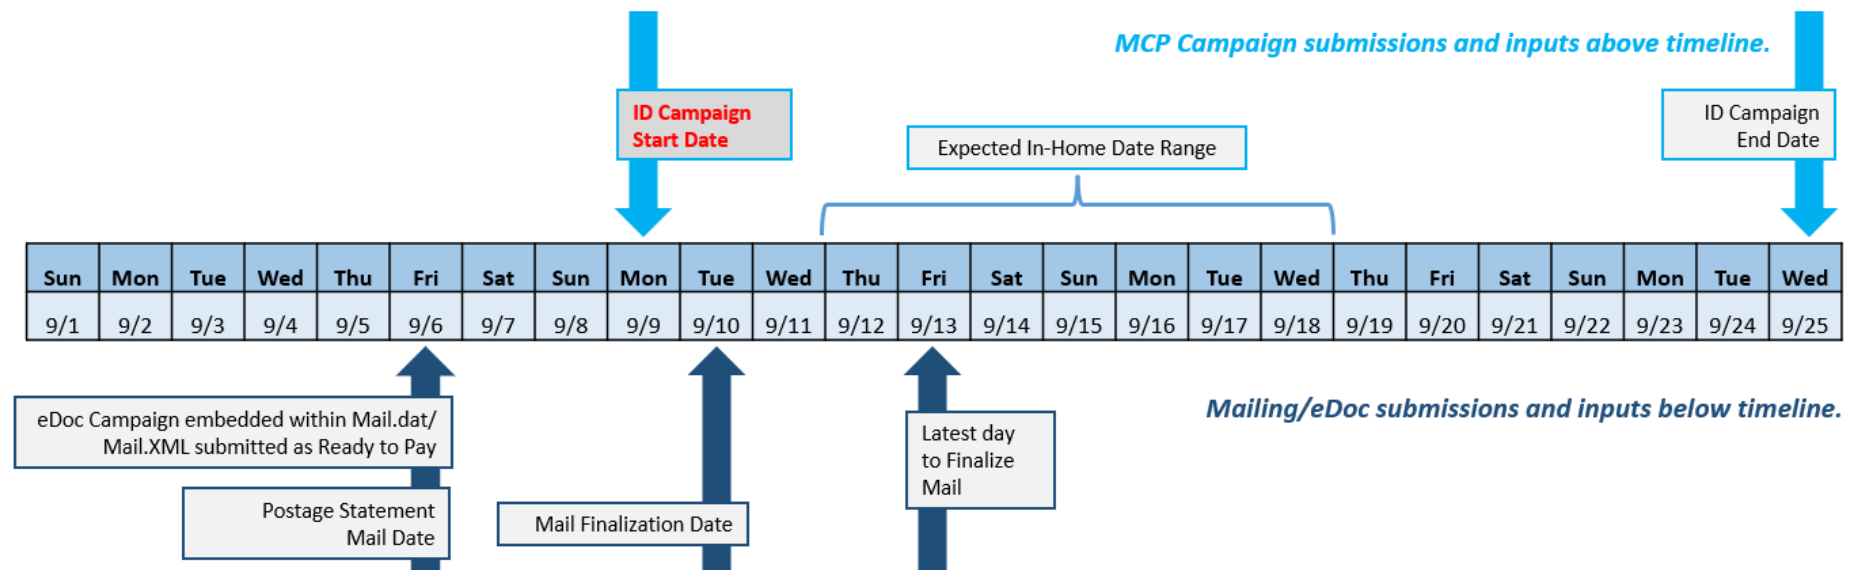 MCP Campaign submissions and inputs above timeline.
ID Campaign
Start Date
Expected In-Home Date Range
ID Campaign
End Date
Sun Mon Tue Wed Thu Fri Sat Sun Mon Tue Wed Thu Fri Sat Sun Mon Tue Wed Thu Fri Sat Sun Mon Tue Wed
9/1 9/2 9/3 9/4 9/5 9/6 9/7 9/8 9/9 9/10 9/11 9/12 9/13 9/14 9/15 9/16 9/17 9/18 9/19 9/20 9/21 9/22 9/23 9/24 9/25
eDoc Campaign embedded within Mail.dat/
Mail.XML submitted as Ready to Pay
Postage Statement
Mail Date
Mail Finalization Date
Latest day
to Finalize
Mail
Mailing/eDoc submissions and inputs below timeline.